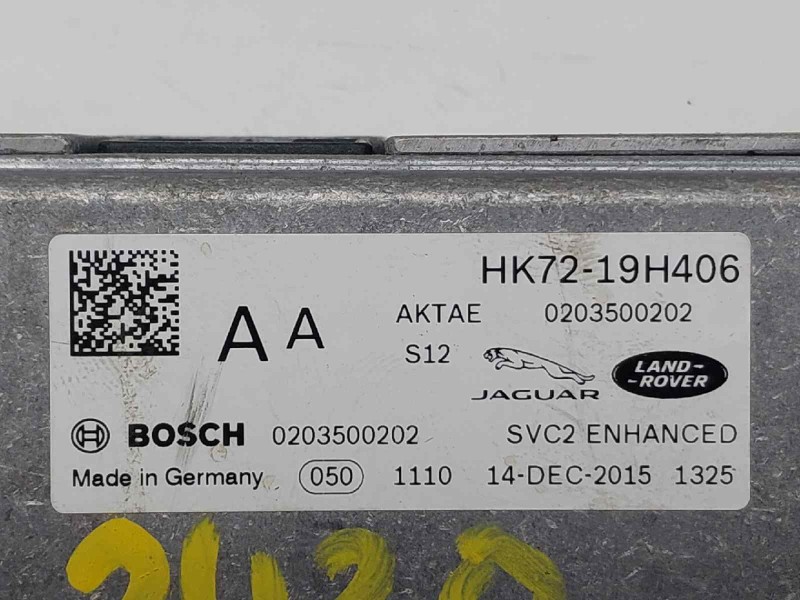 HK72-19H406
A A
AKTAE 0203500202
S12
JAGUAR
LAND-
-ROVER
BOSCH 0203500202 SVC2 ENHANCED
Made in Germany 050 1110 14-DEC-2015 1325